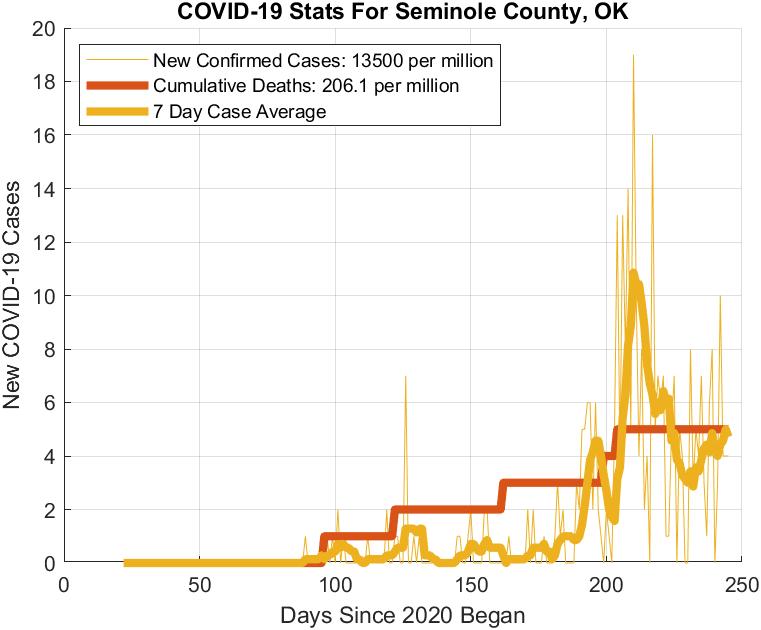 COVID-19 Stats For Seminole County, OK
New Confirmed Cases: 13500 per million
Cumulative Deaths: 206.1 per million
7 Day Case Average
New COVID-19 Cases
20
18
16
14
12
10
8
6
4
2
0
0 50 100 150 200 250
Days Since 2020 Began